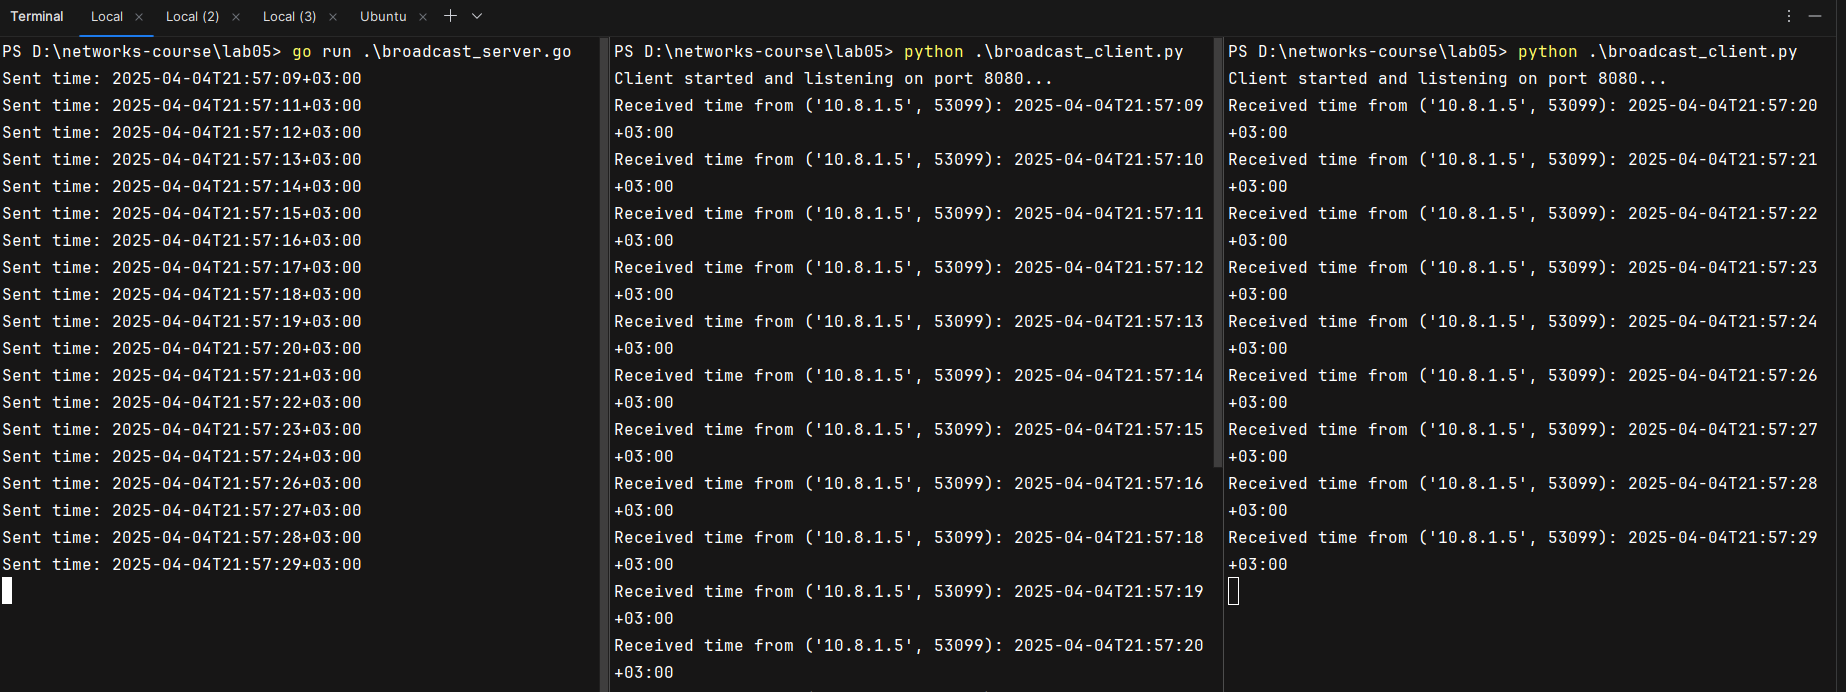 Terminal Local × Local (2) × Local (3) × Ubuntu ×
PS D:\networks-course\lab05> go run .\broadcast_server.go
Sent time: 2025-04-04T21:57:09+03:00
Sent time: 2025-04-04T21:57:11+03:00
Sent time: 2025-04-04T21:57:12+03:00
Sent time: 2025-04-04T21:57:13+03:00
Sent time: 2025-04-04T21:57:14+03:00
Sent time: 2025-04-04T21:57:15+03:00
Sent time: 2025-04-04T21:57:16+03:00
Sent time: 2025-04-04T21:57:17+03:00
Sent time: 2025-04-04T21:57:18+03:00
Sent time: 2025-04-04T21:57:19+03:00
Sent time: 2025-04-04T21:57:20+03:00
Sent time: 2025-04-04T21:57:21+03:00
Sent time: 2025-04-04T21:57:22+03:00
Sent time: 2025-04-04T21:57:23+03:00
Sent time: 2025-04-04T21:57:24+03:00
Sent time: 2025-04-04T21:57:26+03:00
Sent time: 2025-04-04T21:57:27+03:00
Sent time: 2025-04-04T21:57:28+03:00
Sent time: 2025-04-04T21:57:29+03:00
PS D:\networks-course\lab05> python .\broadcast_client.py
Client started and listening on port 8080...
Received time from ('10.8.1.5', 53099): 2025-04-04T21:57:09
+03:00
Received time from ('10.8.1.5', 53099): 2025-04-04T21:57:10
+03:00
Received time from ('10.8.1.5', 53099): 2025-04-04T21:57:11
+03:00
Received time from ('10.8.1.5', 53099): 2025-04-04T21:57:12
+03:00
Received time from ('10.8.1.5', 53099): 2025-04-04T21:57:13
+03:00
Received time from ('10.8.1.5', 53099): 2025-04-04T21:57:14
+03:00
Received time from ('10.8.1.5', 53099): 2025-04-04T21:57:15
+03:00
Received time from ('10.8.1.5', 53099): 2025-04-04T21:57:16
+03:00
Received time from ('10.8.1.5', 53099): 2025-04-04T21:57:18
+03:00
Received time from ('10.8.1.5', 53099): 2025-04-04T21:57:19
+03:00
Received time from ('10.8.1.5', 53099): 2025-04-04T21:57:20
+03:00
PS D:\networks-course\lab05> python .\broadcast_client.py
Client started and listening on port 8080...
Received time from ('10.8.1.5', 53099): 2025-04-04T21:57:20
+03:00
Received time from ('10.8.1.5', 53099): 2025-04-04T21:57:21
+03:00
Received time from ('10.8.1.5', 53099): 2025-04-04T21:57:22
+03:00
Received time from ('10.8.1.5', 53099): 2025-04-04T21:57:23
+03:00
Received time from ('10.8.1.5', 53099): 2025-04-04T21:57:24
+03:00
Received time from ('10.8.1.5', 53099): 2025-04-04T21:57:26
+03:00
Received time from ('10.8.1.5', 53099): 2025-04-04T21:57:27
+03:00
Received time from ('10.8.1.5', 53099): 2025-04-04T21:57:28
+03:00
Received time from ('10.8.1.5', 53099): 2025-04-04T21:57:29
+03:00